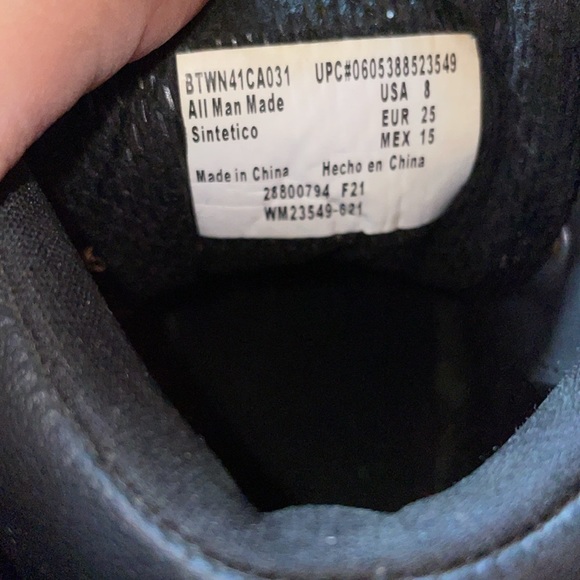 BTWN41CA031 UPC#0605388523549
All Man Made USA 8
Sintetico EUR 25
MEX 15
Made in China Hecho en China
28800794 F21
WM23549-821